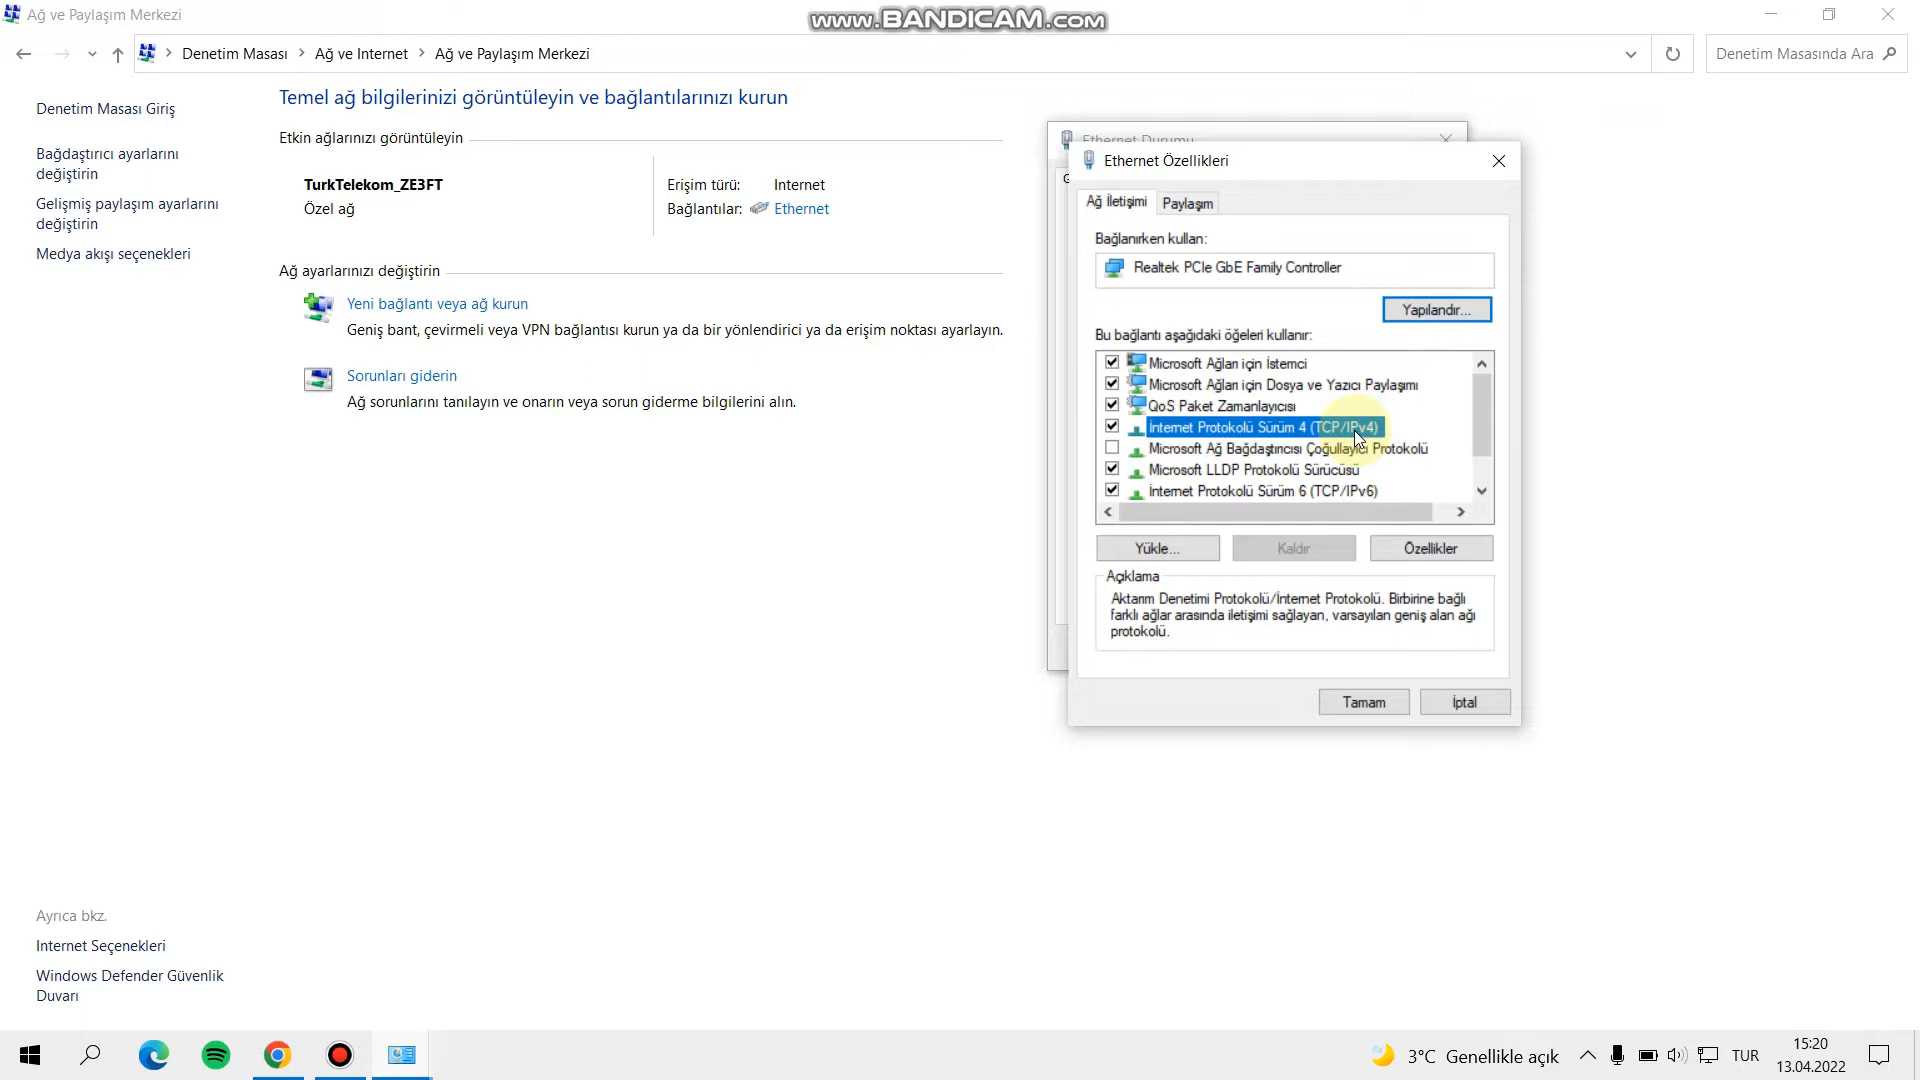 Ağ ve Paylaşım Merkezi
www.BANDICAM.com
Denetim Masası
Ağ ve Internet
Ağ ve Paylaşım Merkezi
Denetim Masasında Ara
Denetim Masası Giriş
Bağdaştırıcı ayarlarını
değiştirin
Gelişmiş paylaşım ayarlarını
değiştirin
Medya akışı seçenekleri
Temel ağ bilgilerinizi görüntüleyin ve bağlantılarınızı kurun
Etkin ağlarınızı görüntüleyin
TurkTelekom_ZE3FT
Özel ağ
Erişim türü: Internet
Bağlantılar: Ethernet
Ağ ayarlarınızı değiştirin
Yeni bağlantı veya ağ kurun
Geniş bant, çevirmeli veya VPN bağlantısı kurun ya da bir yönlendirici ya da erişim noktası ayarlayın.
Sorunları giderin
Ağ sorunlarını tanılayın ve onarın veya sorun giderme bilgilerini alın.
Ethernet Durumu
Ethernet Özellikleri
Ağ İletişimi
Paylaşım
Bağlanırken kullan:
Realtek PCIe GbE Family Controller
Yapılandır...
Bu bağlantı aşağıdaki öğeleri kullanır:
Microsoft Ağları için İstemci
Microsoft Ağları için Dosya ve Yazıcı Paylaşımı
QoS Paket Zamanlayıcısı
İnternet Protokolü Sürüm 4 (TCP/IPv4)
Microsoft Ağ Bağdaştırıcısı Çoğullayıcı Protokolü
Microsoft LLDP Protokolü Sürücüsü
İnternet Protokolü Sürüm 6 (TCP/IPv6)
Yükle...
Kaldır
Özellikler
Açıklama
Aktarım Denetimi Protokolü/İnternet Protokolü. Birbirine bağlı
farklı ağlar arasında iletişimi sağlayan, varsayılan geniş alan ağı
protokolü.
Tamam
İptal
Ayrıca bkz.
Internet Seçenekleri
Windows Defender Güvenlik
Duvarı
3°C Genellikle açık
TUR
15:20
13.04.2022